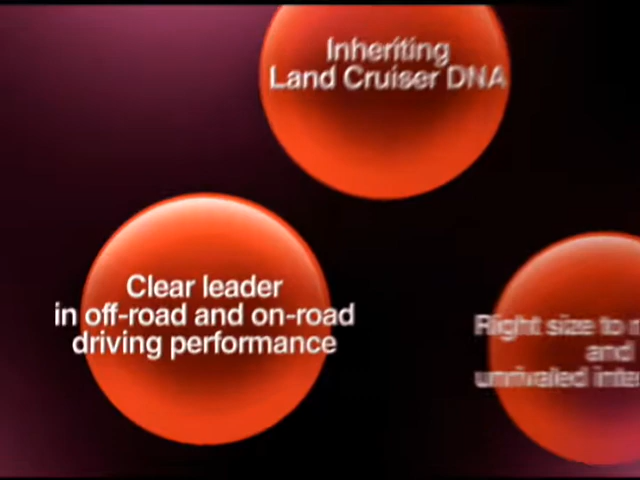 Inheriting
Land Cruiser DNA
Clear leader
in off-road and on-road
driving performance
Right size to
and
unrivaled